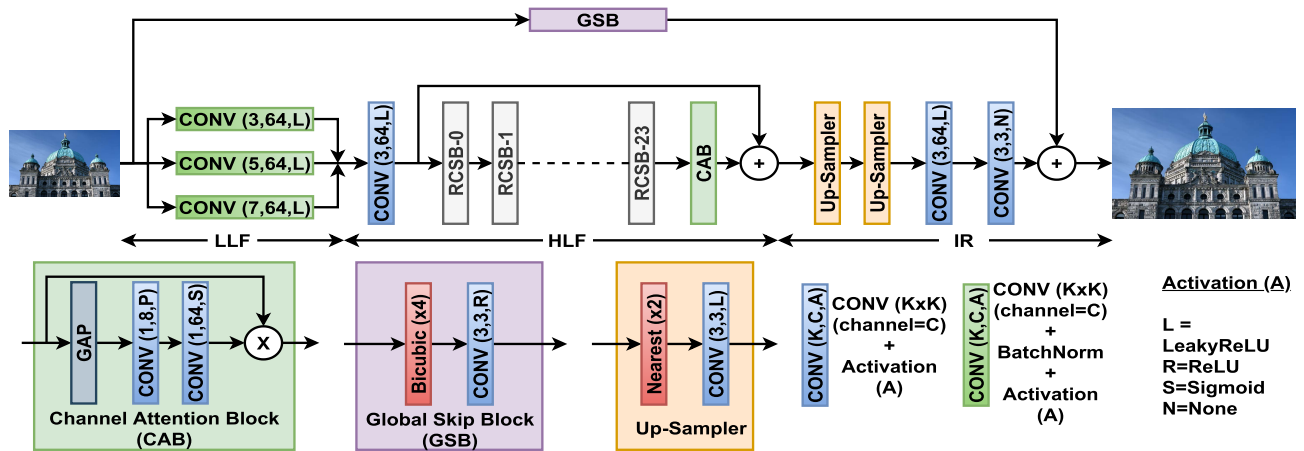 GSB
CONV (3,64,L)
CONV (5,64,L)
CONV (7,64,L)
CONV (3,64,L)
RCSB-0
RCSB-1
RCSB-23
CAB
+
Up-Sampler
Up-Sampler
CONV (3,64,L)
CONV (3,3,N)
+
LLF
HLF
IR
GAP
CONV (1,8,P)
CONV (1,64,S)
X
Channel Attention Block
(CAB)
Bicubic (x4)
CONV (3,3,R)
Global Skip Block
(GSB)
Nearest (x2)
CONV (3,3,L)
Up-Sampler
CONV (K,C,A)
CONV (KxK)
(channel=C)
+
Activation
(A)
CONV (K,C,A)
CONV (KxK)
(channel=C)
+
BatchNorm
+
Activation
(A)
Activation (A)
L =
LeakyReLU
R=ReLU
S=Sigmoid
N=None